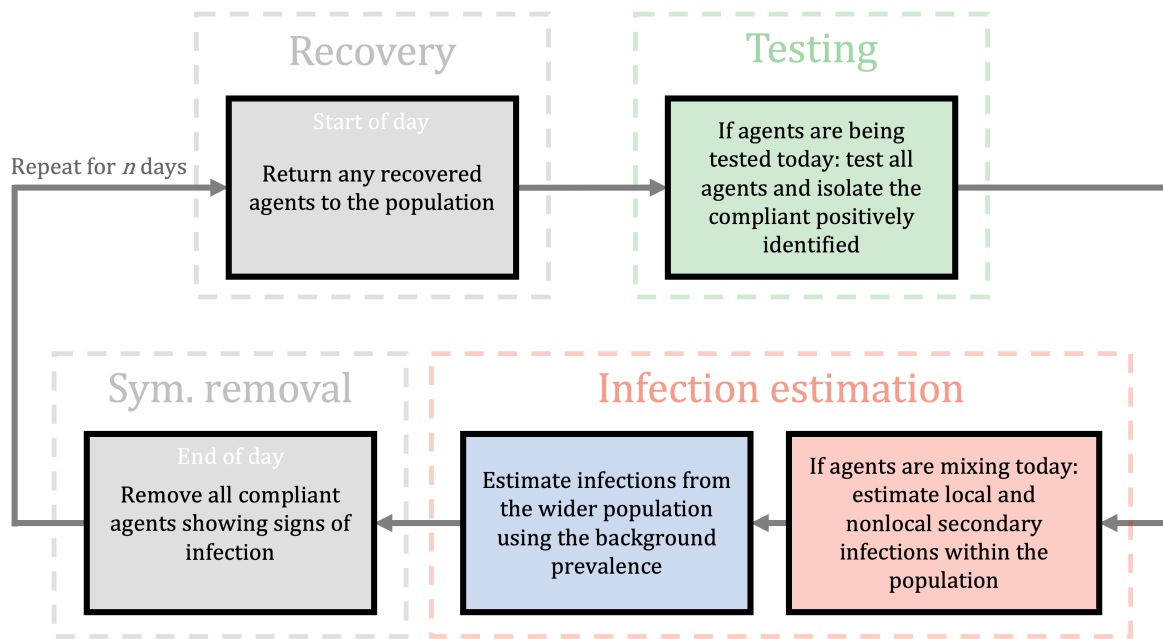 Recovery
Start of day
Return any recovered
agents to the population
Testing
If agents are being
tested today: test all
agents and isolate the
compliant positively
identified
Repeat for n days
Sym. removal
End of day
Remove all compliant
agents showing signs of
infection
Infection estimation
Estimate infections from
the wider population
using the background
prevalence
If agents are mixing today:
estimate local and
nonlocal secondary
infections within the
population